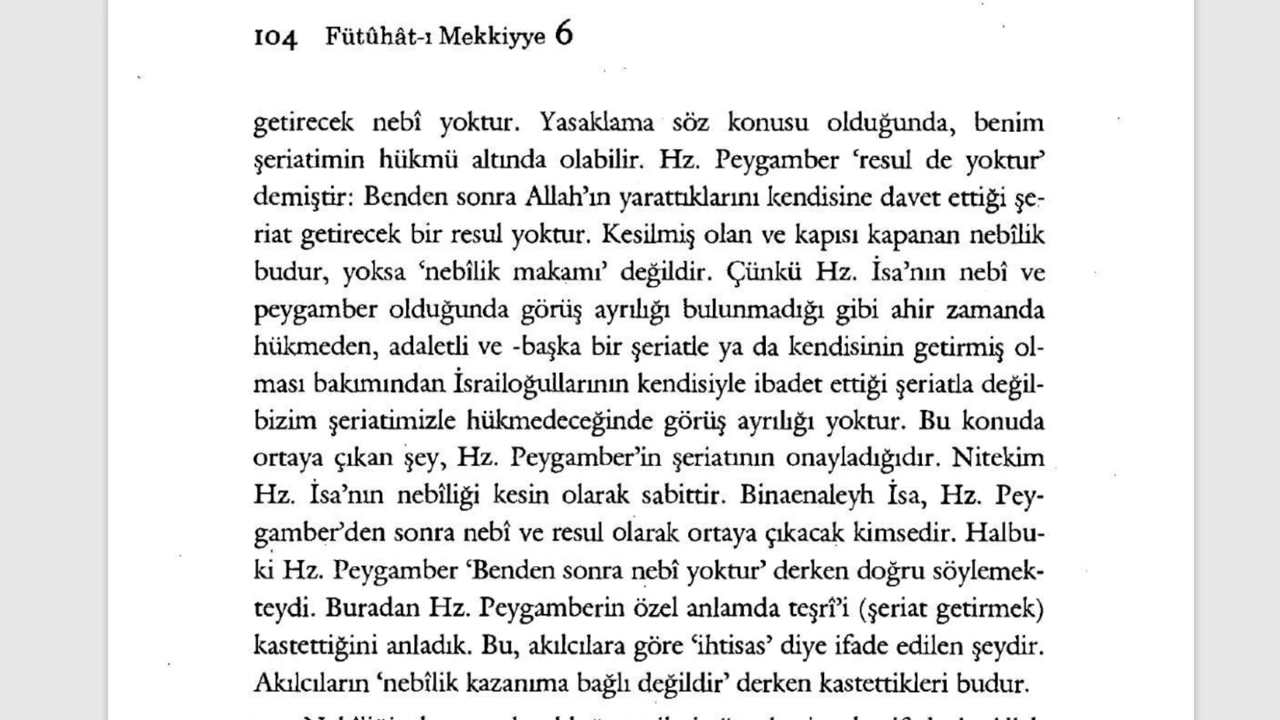 104 Fütûhât-ı Mekkiyye 6
getirecek nebî yoktur. Yasaklama söz konusu olduğunda, benim
şeriatimin hükmü altında olabilir. Hz. Peygamber ‘resul de yoktur’
demiştir: Benden sonra Allah’ın yarattıklarını kendisine davet ettiği şe-
riat getirecek bir resul yoktur. Kesilmiş olan ve kapısı kapanan nebîlik
budur, yoksa ‘nebîlik makamı’ değildir. Çünkü Hz. İsa’nın nebî ve
peygamber olduğunda görüş ayrılığı bulunmadığı gibi ahir zamanda
hükmeden, adaletli ve -başka bir şeriatle ya da kendisinin getirmiş ol-
ması bakımından İsrailoğullarının kendisiyle ibadet ettiği şeriatla değil-
bizim şeriatimizle hükmedeceğinde görüş ayrılığı yoktur. Bu konuda
ortaya çıkan şey, Hz. Peygamber’in şeriatının onayladığıdır. Nitekim
Hz. İsa’nın nebîliği kesin olarak sabittir. Binaenaleyh İsa, Hz. Pey-
gamber’den sonra nebî ve resul olarak ortaya çıkacak kimsedir. Halbu-
ki Hz. Peygamber ‘Benden sonra nebî yoktur’ derken doğru söylemek-
teydi. Buradan Hz. Peygamberin özel anlamda teşrî’i (şeriat getirmek)
kastettiğini anladık. Bu, akılcılara göre ‘ihtisas’ diye ifade edilen şeydir.
Akılcıların ‘nebîlik kazanıma bağlı değildir’ derken kastettikleri budur.